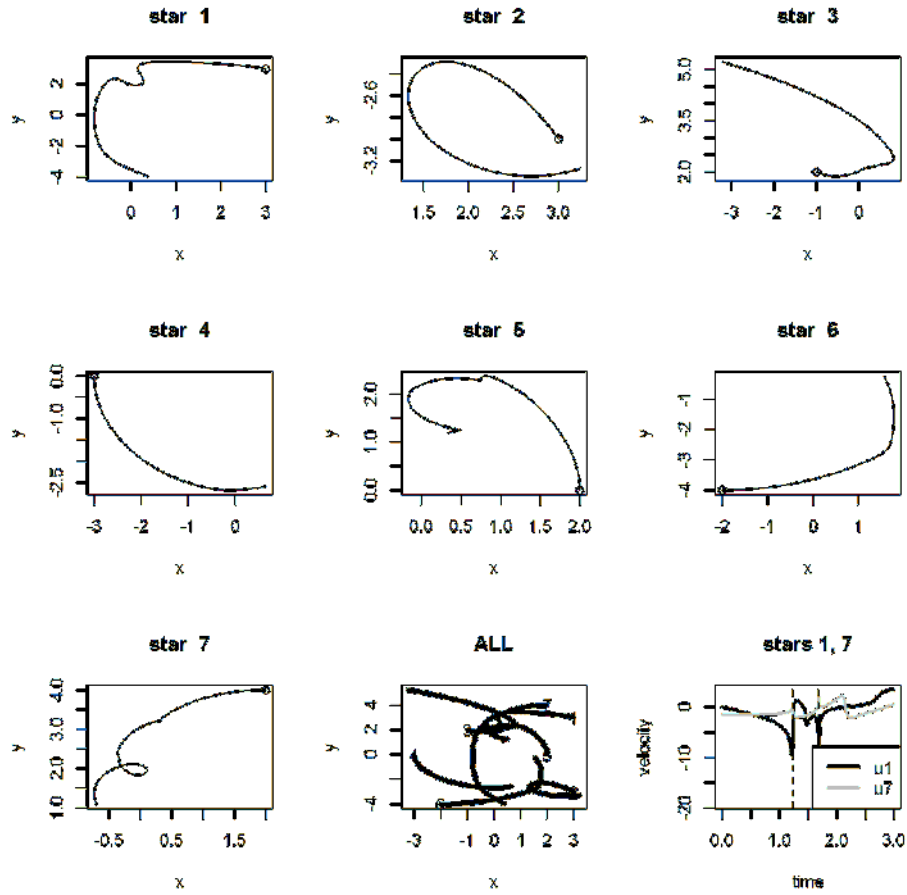 star 1
star 2
star 3
y
2
0
-2
-4
0
1
2
3
x
y
-2.6
-3.2
1.5
2.0
2.5
3.0
x
y
5.0
3.5
2.0
-3
-2
-1
0
x
star 4
star 5
star 6
y
0.0
-1.0
-2.5
-3
-2
-1
0
x
y
2.0
1.0
0.0
0.0
0.5
1.0
2.0
x
y
-1
-2
-3
-4
-2
-1
0
1
x
star 7
ALL
stars 1, 7
y
4.0
3.0
2.0
1.0
-0.5
0.5
2.0
x
y
4
2
0
-4
-3
-1
0
1
2
3
x
velocity
0
-10
-20
u1
u7
0.0
1.0
2.0
3.0
time